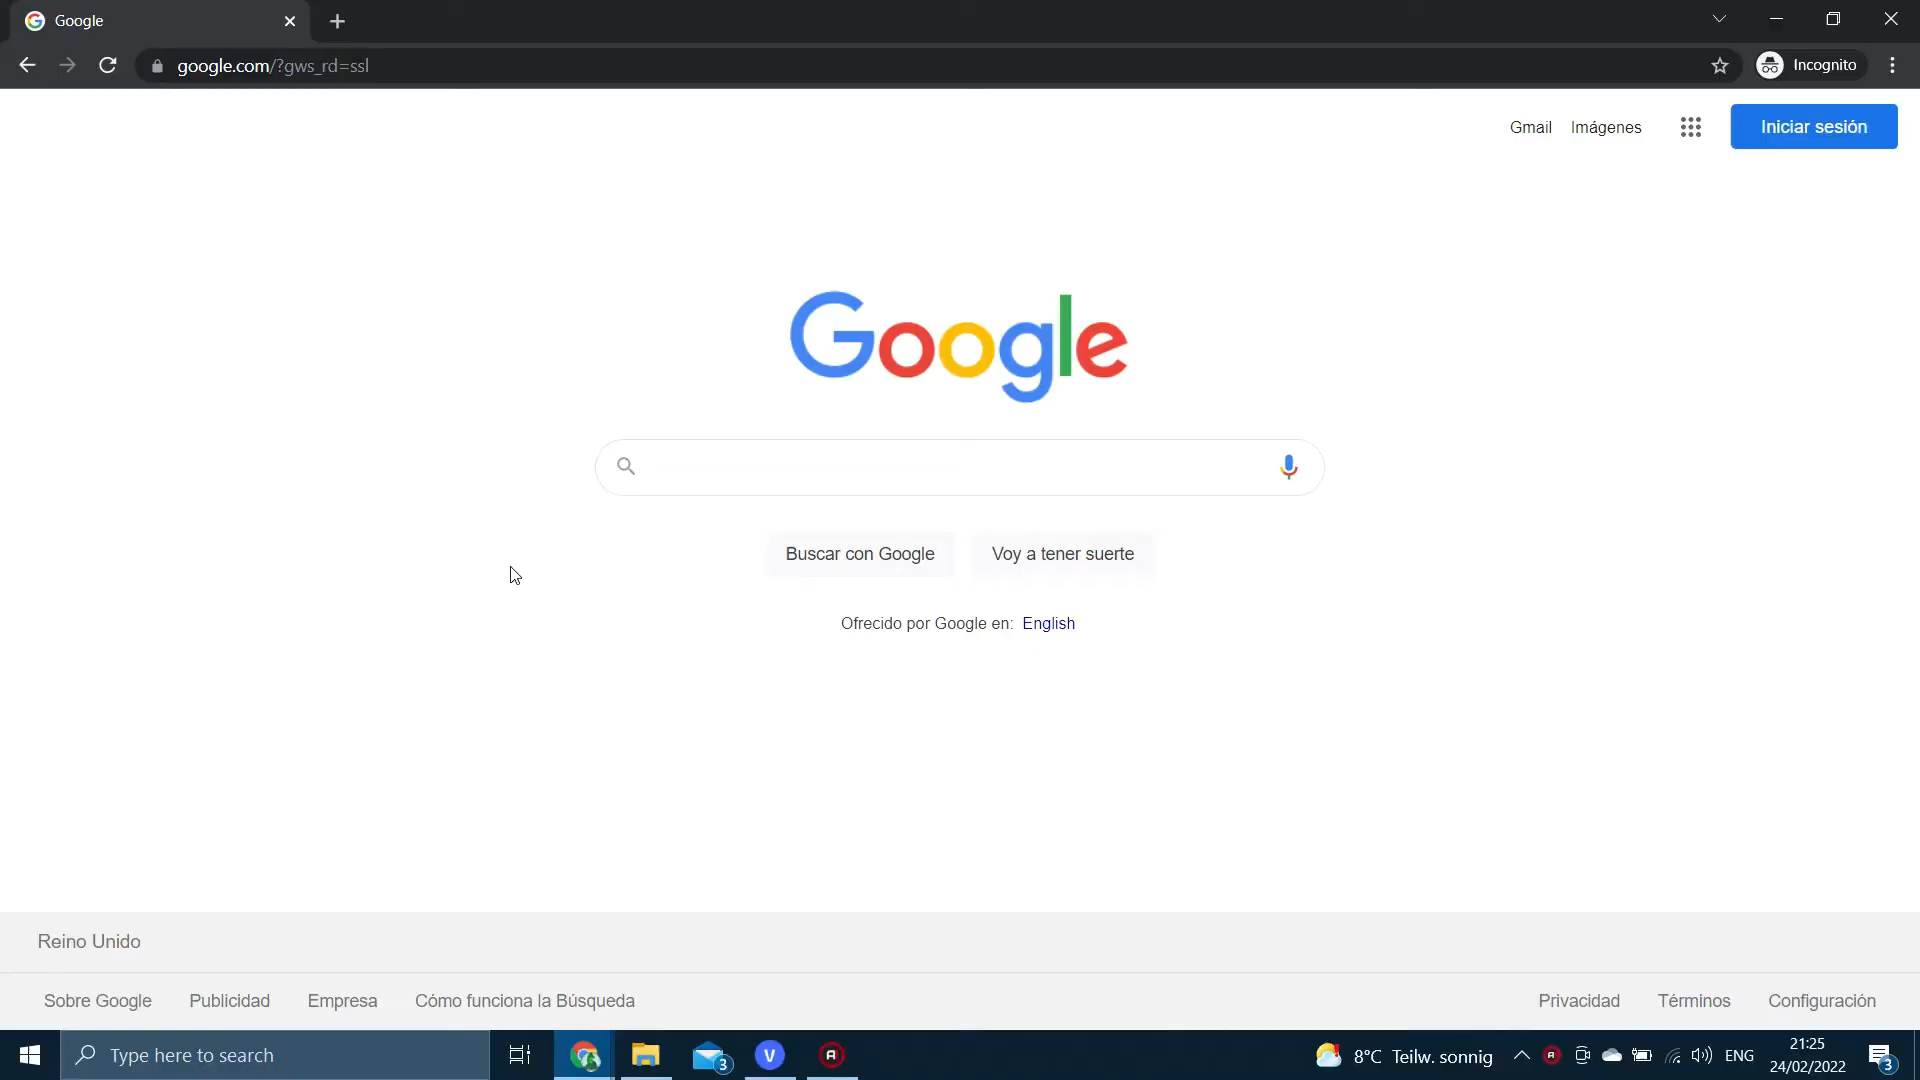 Google
google.com/?gws_rd=ssl
Incognito
Gmail Imágenes Iniciar sesión
Google
Buscar con Google Voy a tener suerte
Ofrecido por Google en: English
Reino Unido
Sobre Google Publicidad Empresa Cómo funciona la Búsqueda Privacidad Términos Configuración
Type here to search 3 V A 8°C Teilw. sonnig A ENG 21:25 3
24/02/2022